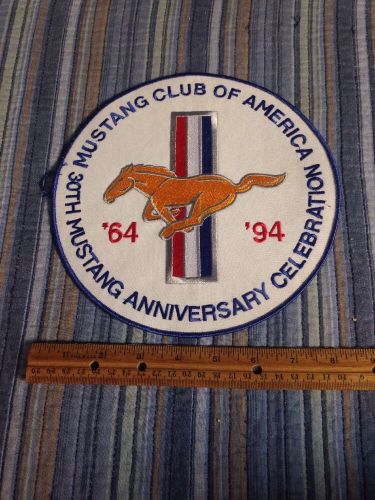 MUSTANG CLUB OF AMERICA
'64 '94
30TH MUSTANG ANNIVERSARY CELEBRATION